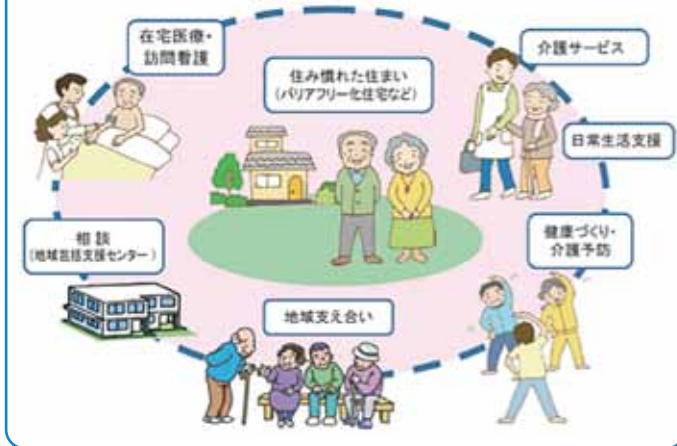 在宅医療・
訪問看護
住み慣れた住まい
(バリアフリー化住宅など)
介護サービス
日常生活支援
相談
(地域包括支援センター)
健康づくり・
介護予防
地域支え合い